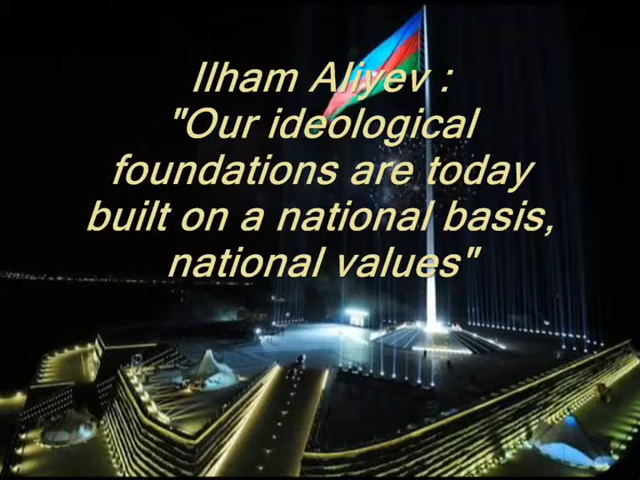 Ilham Aliyev :
"Our ideological
foundations are today
built on a national basis,
national values"